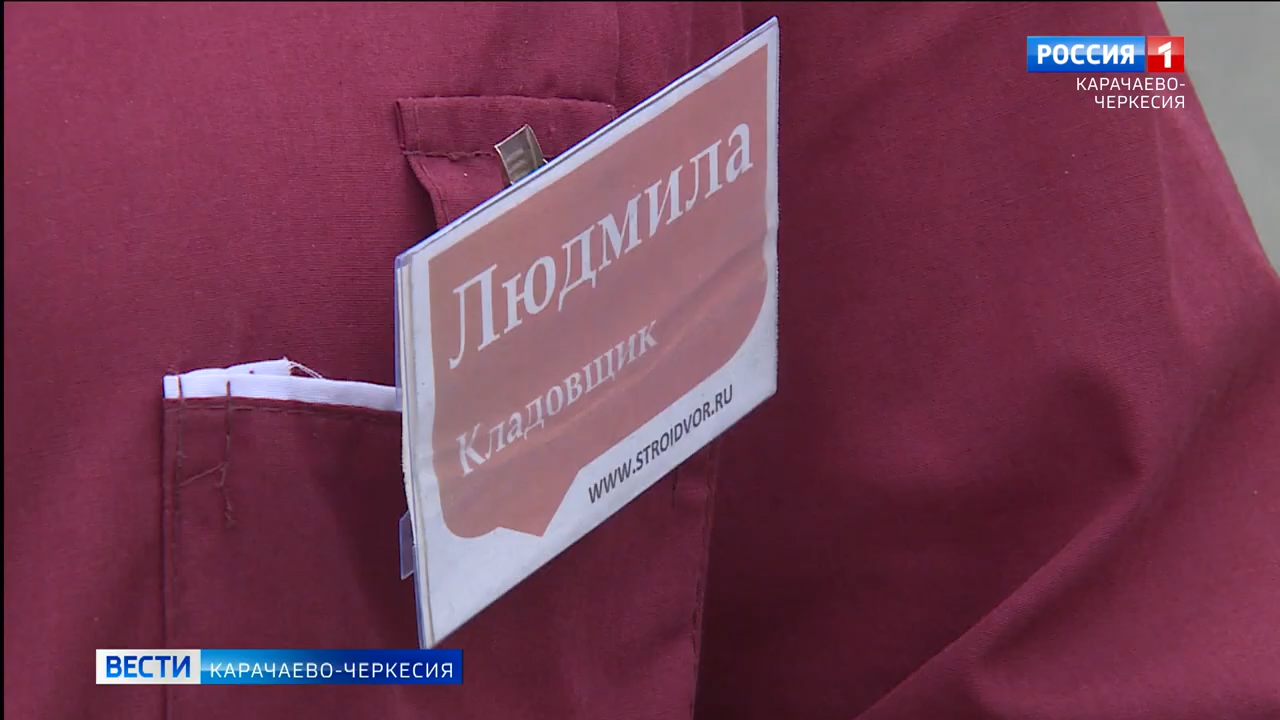 РОССИЯ 1
КАРАЧАЕВО-
ЧЕРКЕСИЯ
Людмила
Кладовщик
WWW.STROIDVOR.RU
ВЕСТИ КАРАЧАЕВО-ЧЕРКЕСИЯ